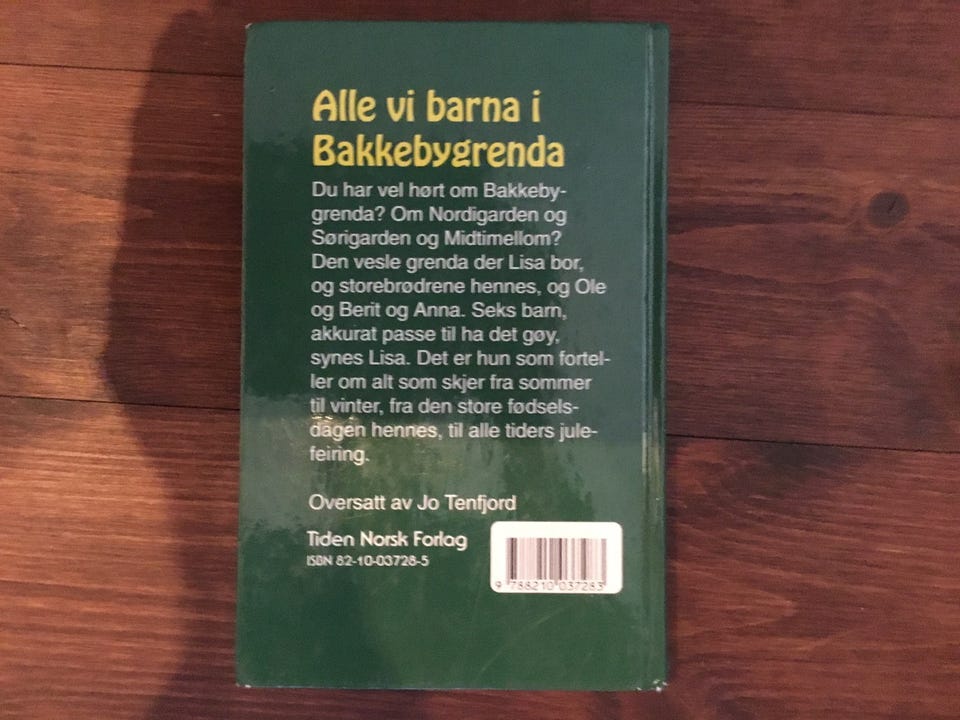 Alle vi barna i
Bakkebygrenda
Du har vel hørt om Bakkeby-
grenda? Om Nordigarden og
Sørigarden og Midtimellom?
Den vesle grenda der Lisa bor,
og storebrødrene hennes, og Ole
og Berit og Anna. Seks barn,
akkurat passe til ha det gøy,
synes Lisa. Det er hun som fortel-
ler om alt som skjer fra sommer
til vinter, fra den store fødsels-
dagen hennes, til alle tiders jule-
feiring.
Oversatt av Jo Tenfjord
Tiden Norsk Forlag
ISBN 82-10-03728-5
9 788210 037283